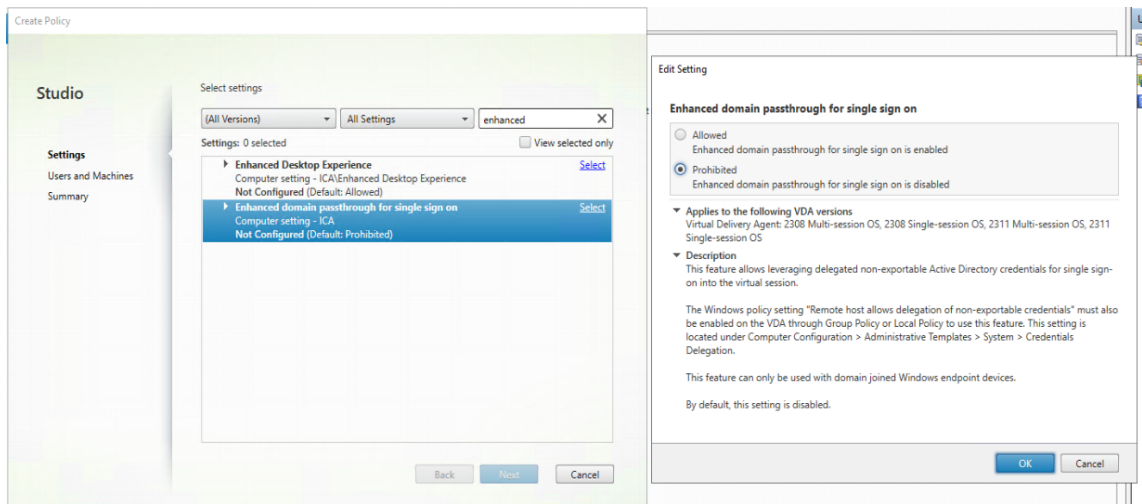 Create Policy
Studio
Settings
Users and Machines
Summary
Select settings
(All Versions)
All Settings
enhanced
Settings: 0 selected
View selected only
Enhanced Desktop Experience
Select
Computer setting - ICA\Enhanced Desktop Experience
Not Configured (Default: Allowed)
Enhanced domain passthrough for single sign on
Select
Computer setting - ICA
Not Configured (Default: Prohibited)
Back
Next
Cancel
Edit Setting
Enhanced domain passthrough for single sign on
Allowed
Enhanced domain passthrough for single sign on is enabled
Prohibited
Enhanced domain passthrough for single sign on is disabled
Applies to the following VDA versions
Virtual Delivery Agent: 2308 Multi-session OS, 2308 Single-session OS, 2311 Multi-session OS, 2311
Single-session OS
Description
This feature allows leveraging delegated non-exportable Active Directory credentials for single sign-
on into the virtual session.
The Windows policy setting "Remote host allows delegation of non-exportable credentials" must also
be enabled on the VDA through Group Policy or Local Policy to use this feature. This setting is
located under Computer Configuration > Administrative Templates > System > Credentials
Delegation.
This feature can only be used with domain joined Windows endpoint devices.
By default, this setting is disabled.
OK
Cancel